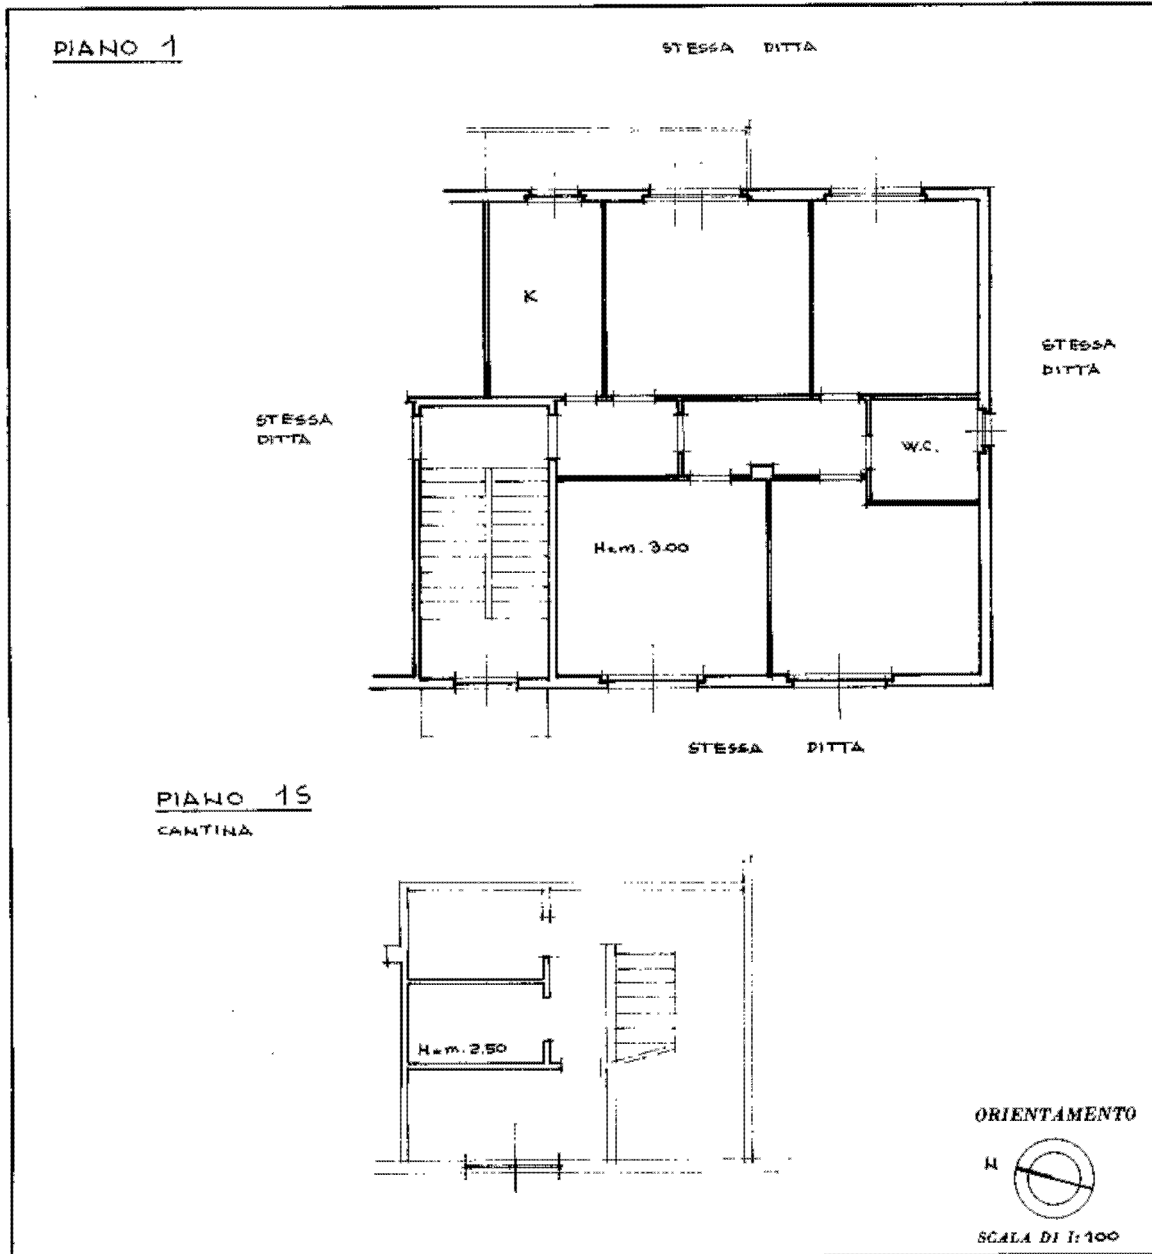 PIANO 1
STESSA DITTA
K
STESSA
DITTA
STESSA
DITTA
W.C.
H=m. 3.00
STESSA DITTA
PIANO 1S
CANTINA
H=m. 2.50
ORIENTAMENTO
N
SCALA DI 1:100